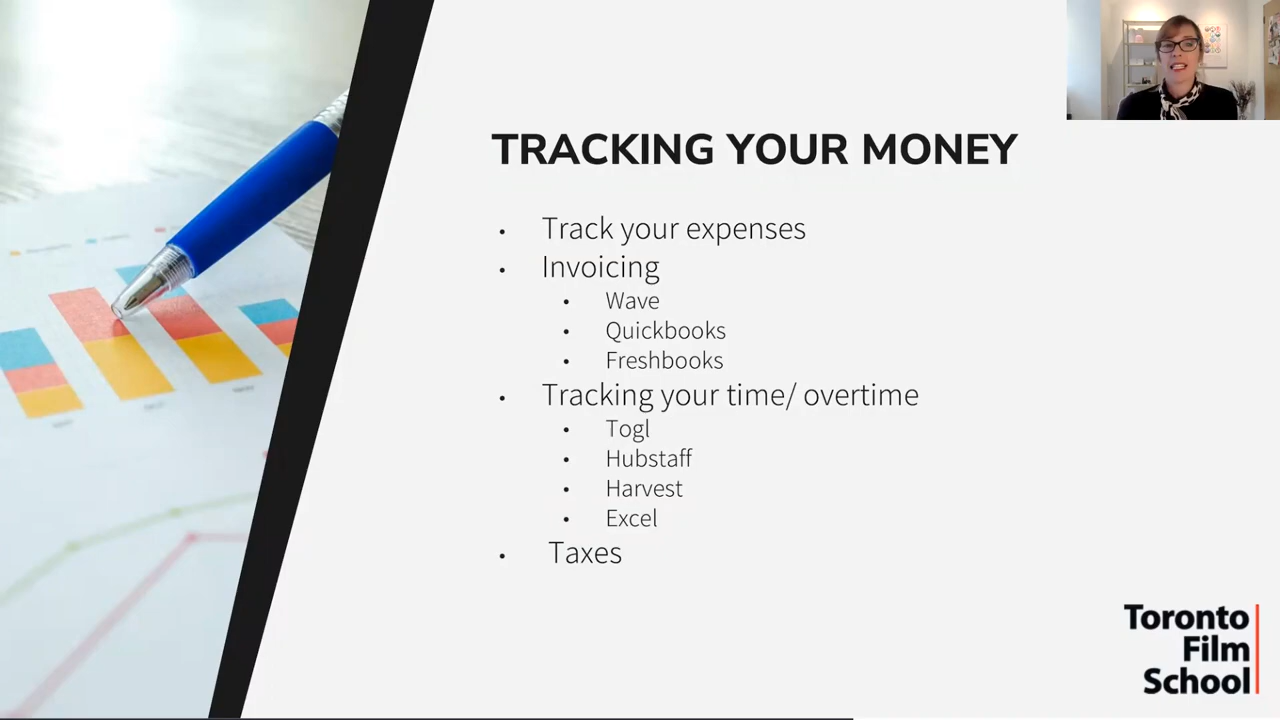 TRACKING YOUR MONEY
• Track your expenses
• Invoicing
• Wave
• Quickbooks
• Freshbooks
• Tracking your time/ overtime
• Togl
• Hubstaff
• Harvest
• Excel
• Taxes
Toronto
Film
School